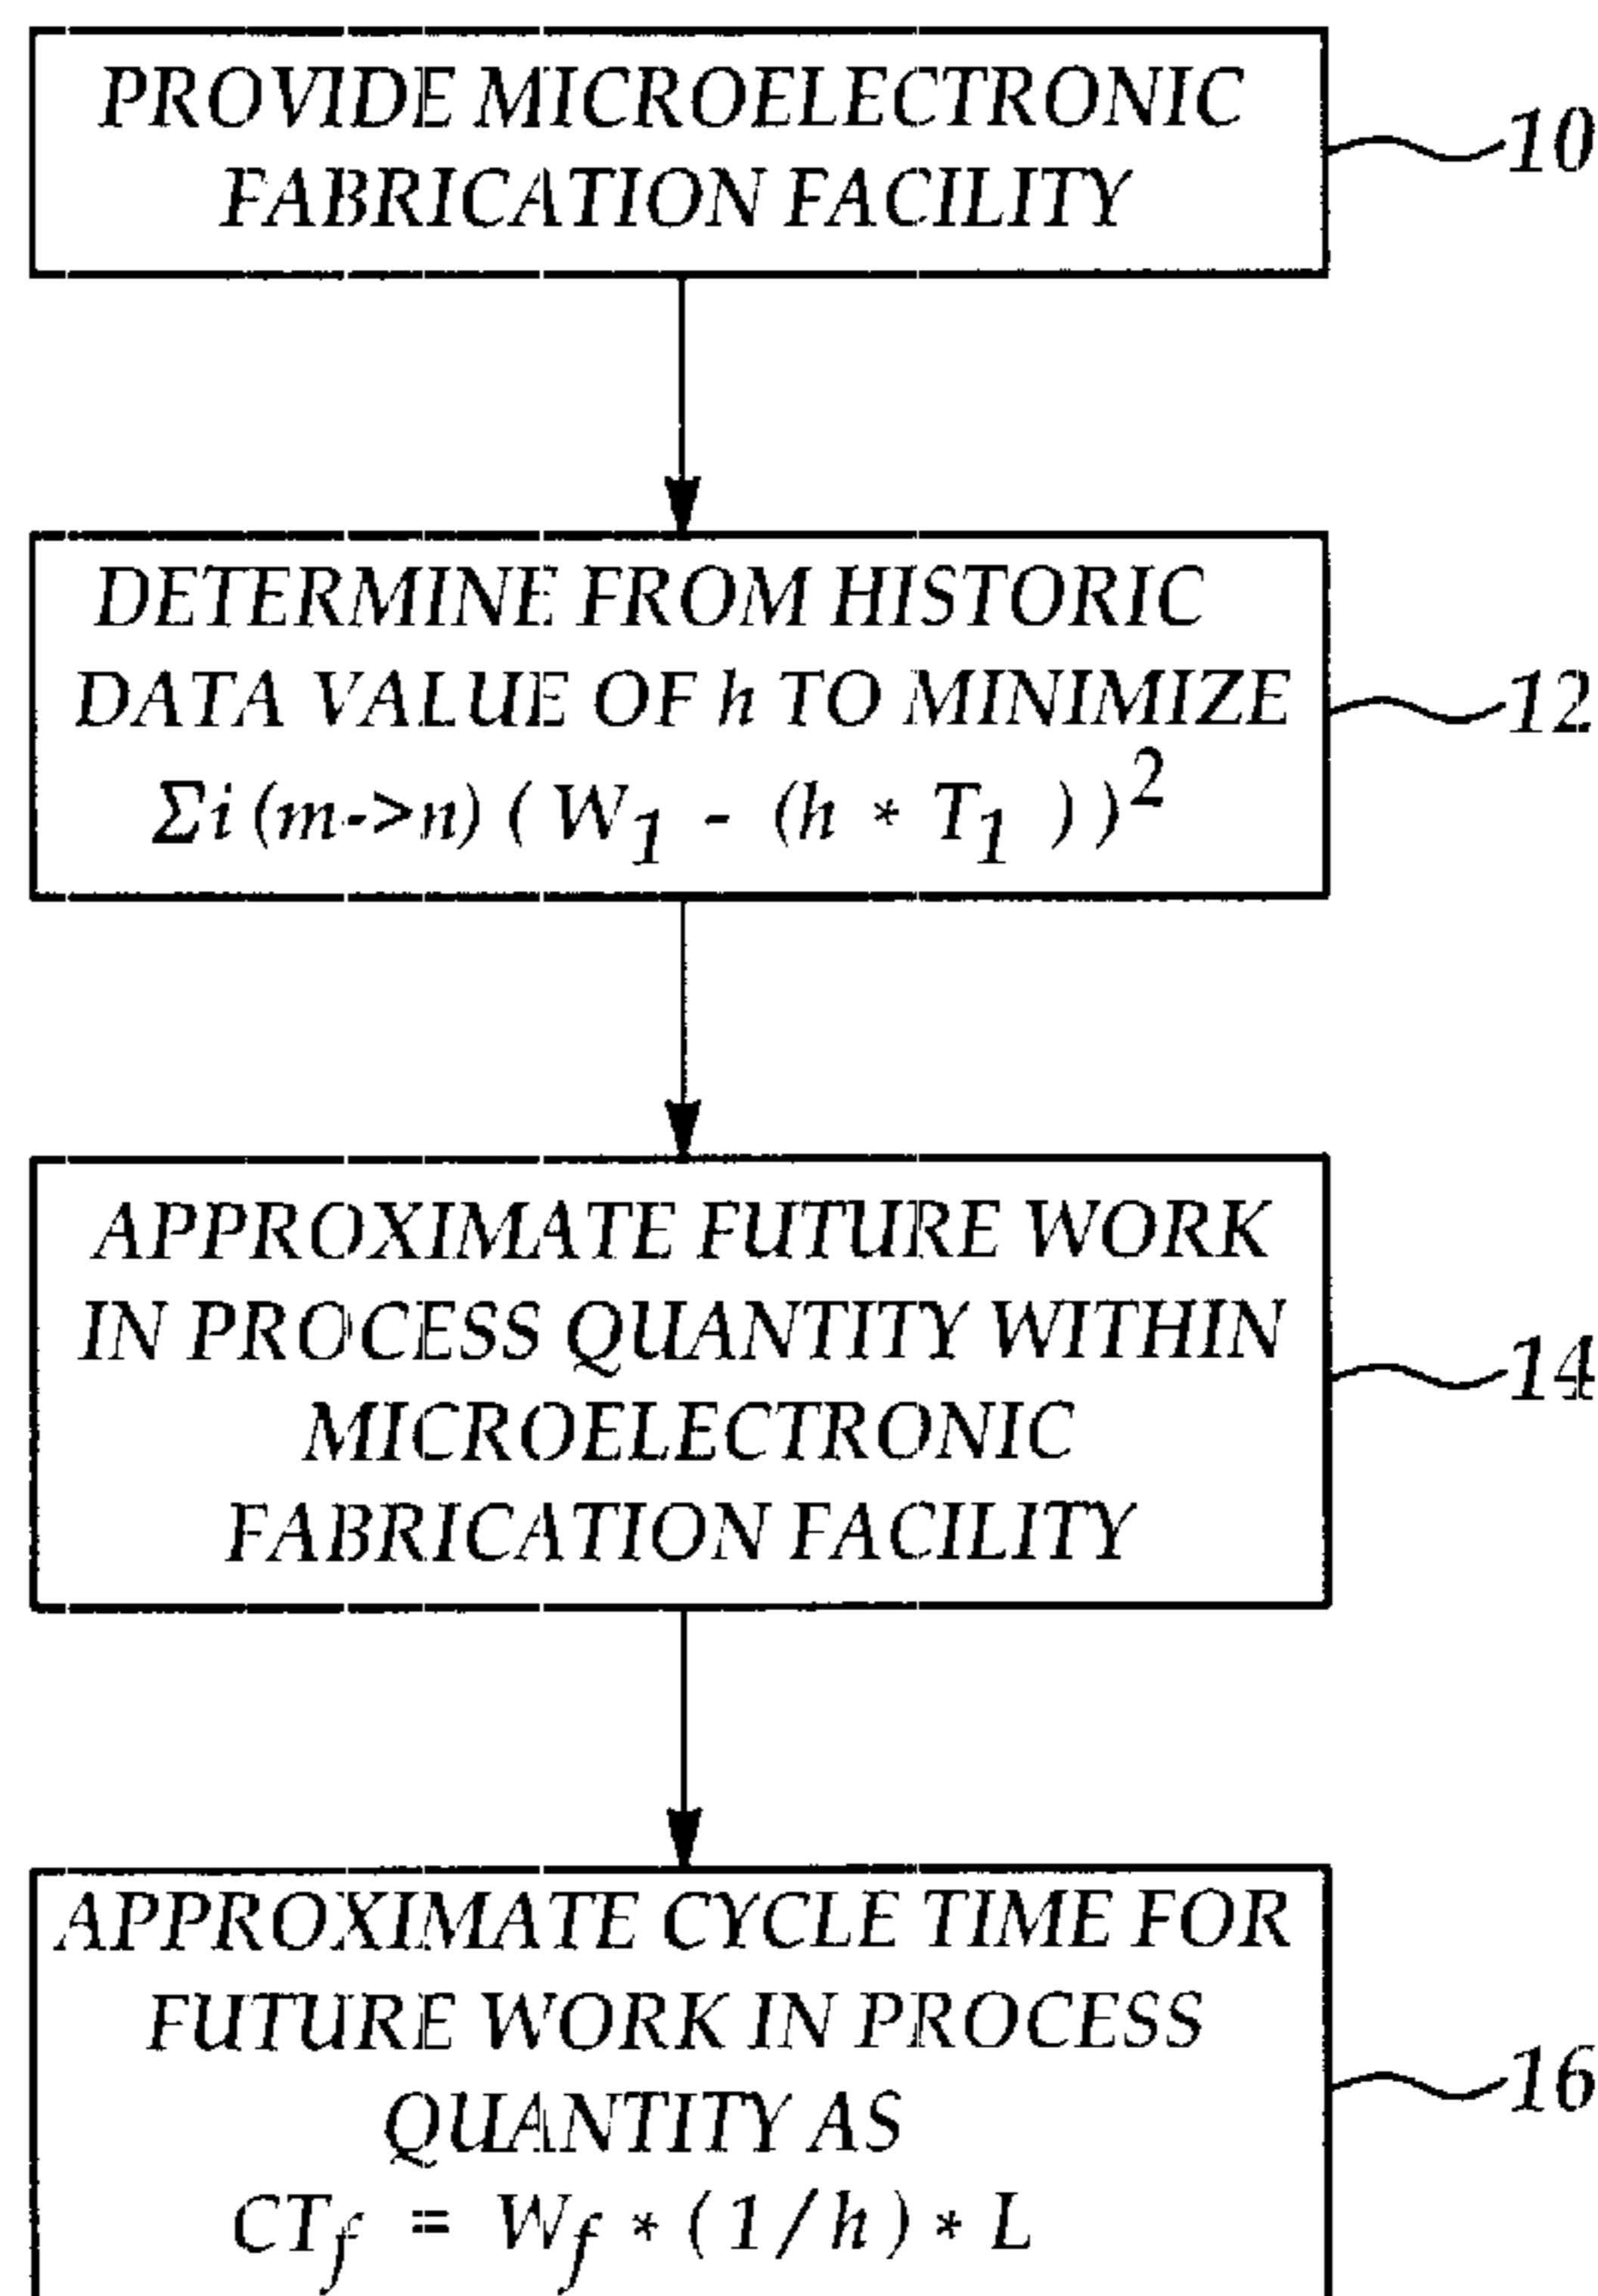 PROVIDE MICROELECTRONIC
FABRICATION FACILITY
10
DETERMINE FROM HISTORIC
DATA VALUE OF h TO MINIMIZE
Σi (m->n) ( W₁ - (h * T₁ ) )²
12
APPROXIMATE FUTURE WORK
IN PROCESS QUANTITY WITHIN
MICROELECTRONIC
FABRICATION FACILITY
14
APPROXIMATE CYCLE TIME FOR
FUTURE WORK IN PROCESS
QUANTITY AS
CT_f = W_f * ( 1 / h ) * L
16